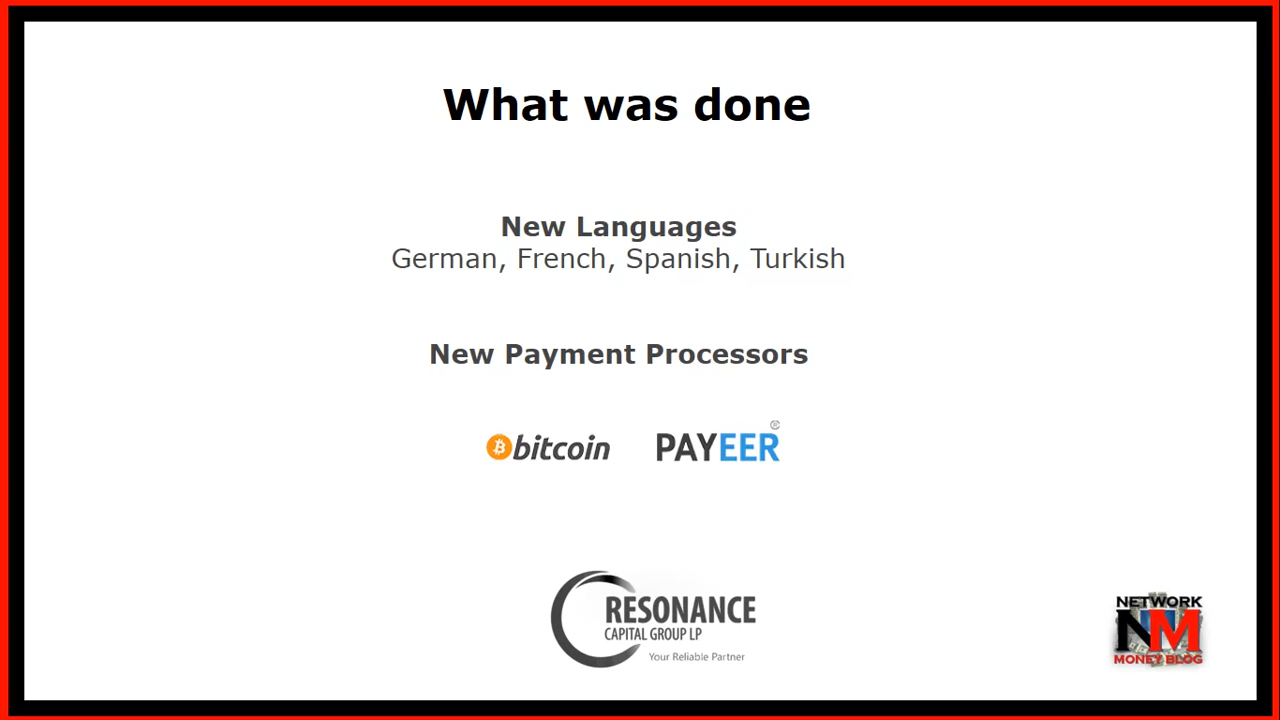 What was done
New Languages
German, French, Spanish, Turkish
New Payment Processors
bitcoin PAYEER®
RESONANCE
CAPITAL GROUP LP
Your Reliable Partner
NETWORK
NM
MONEY BLOG